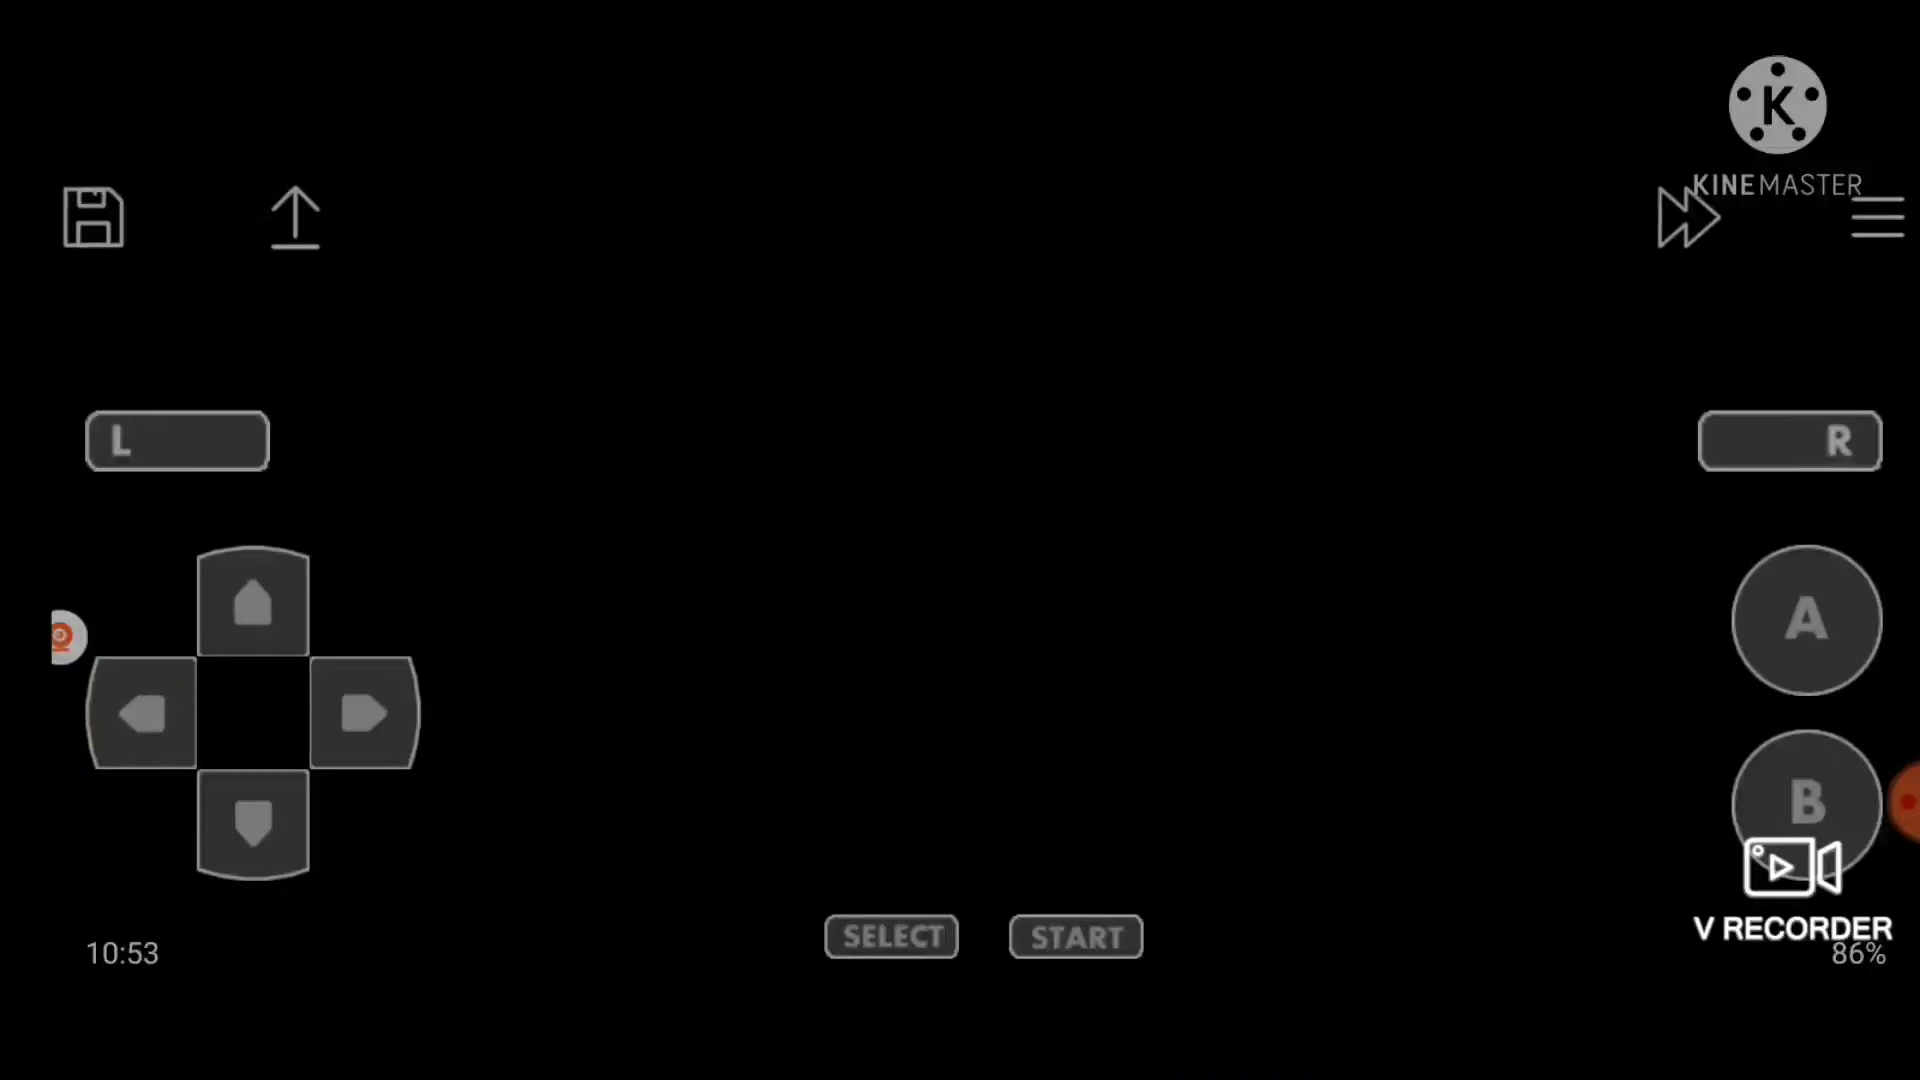 K
KINEMASTER
L
R
A
B
SELECT
START
V RECORDER
10:53
86%